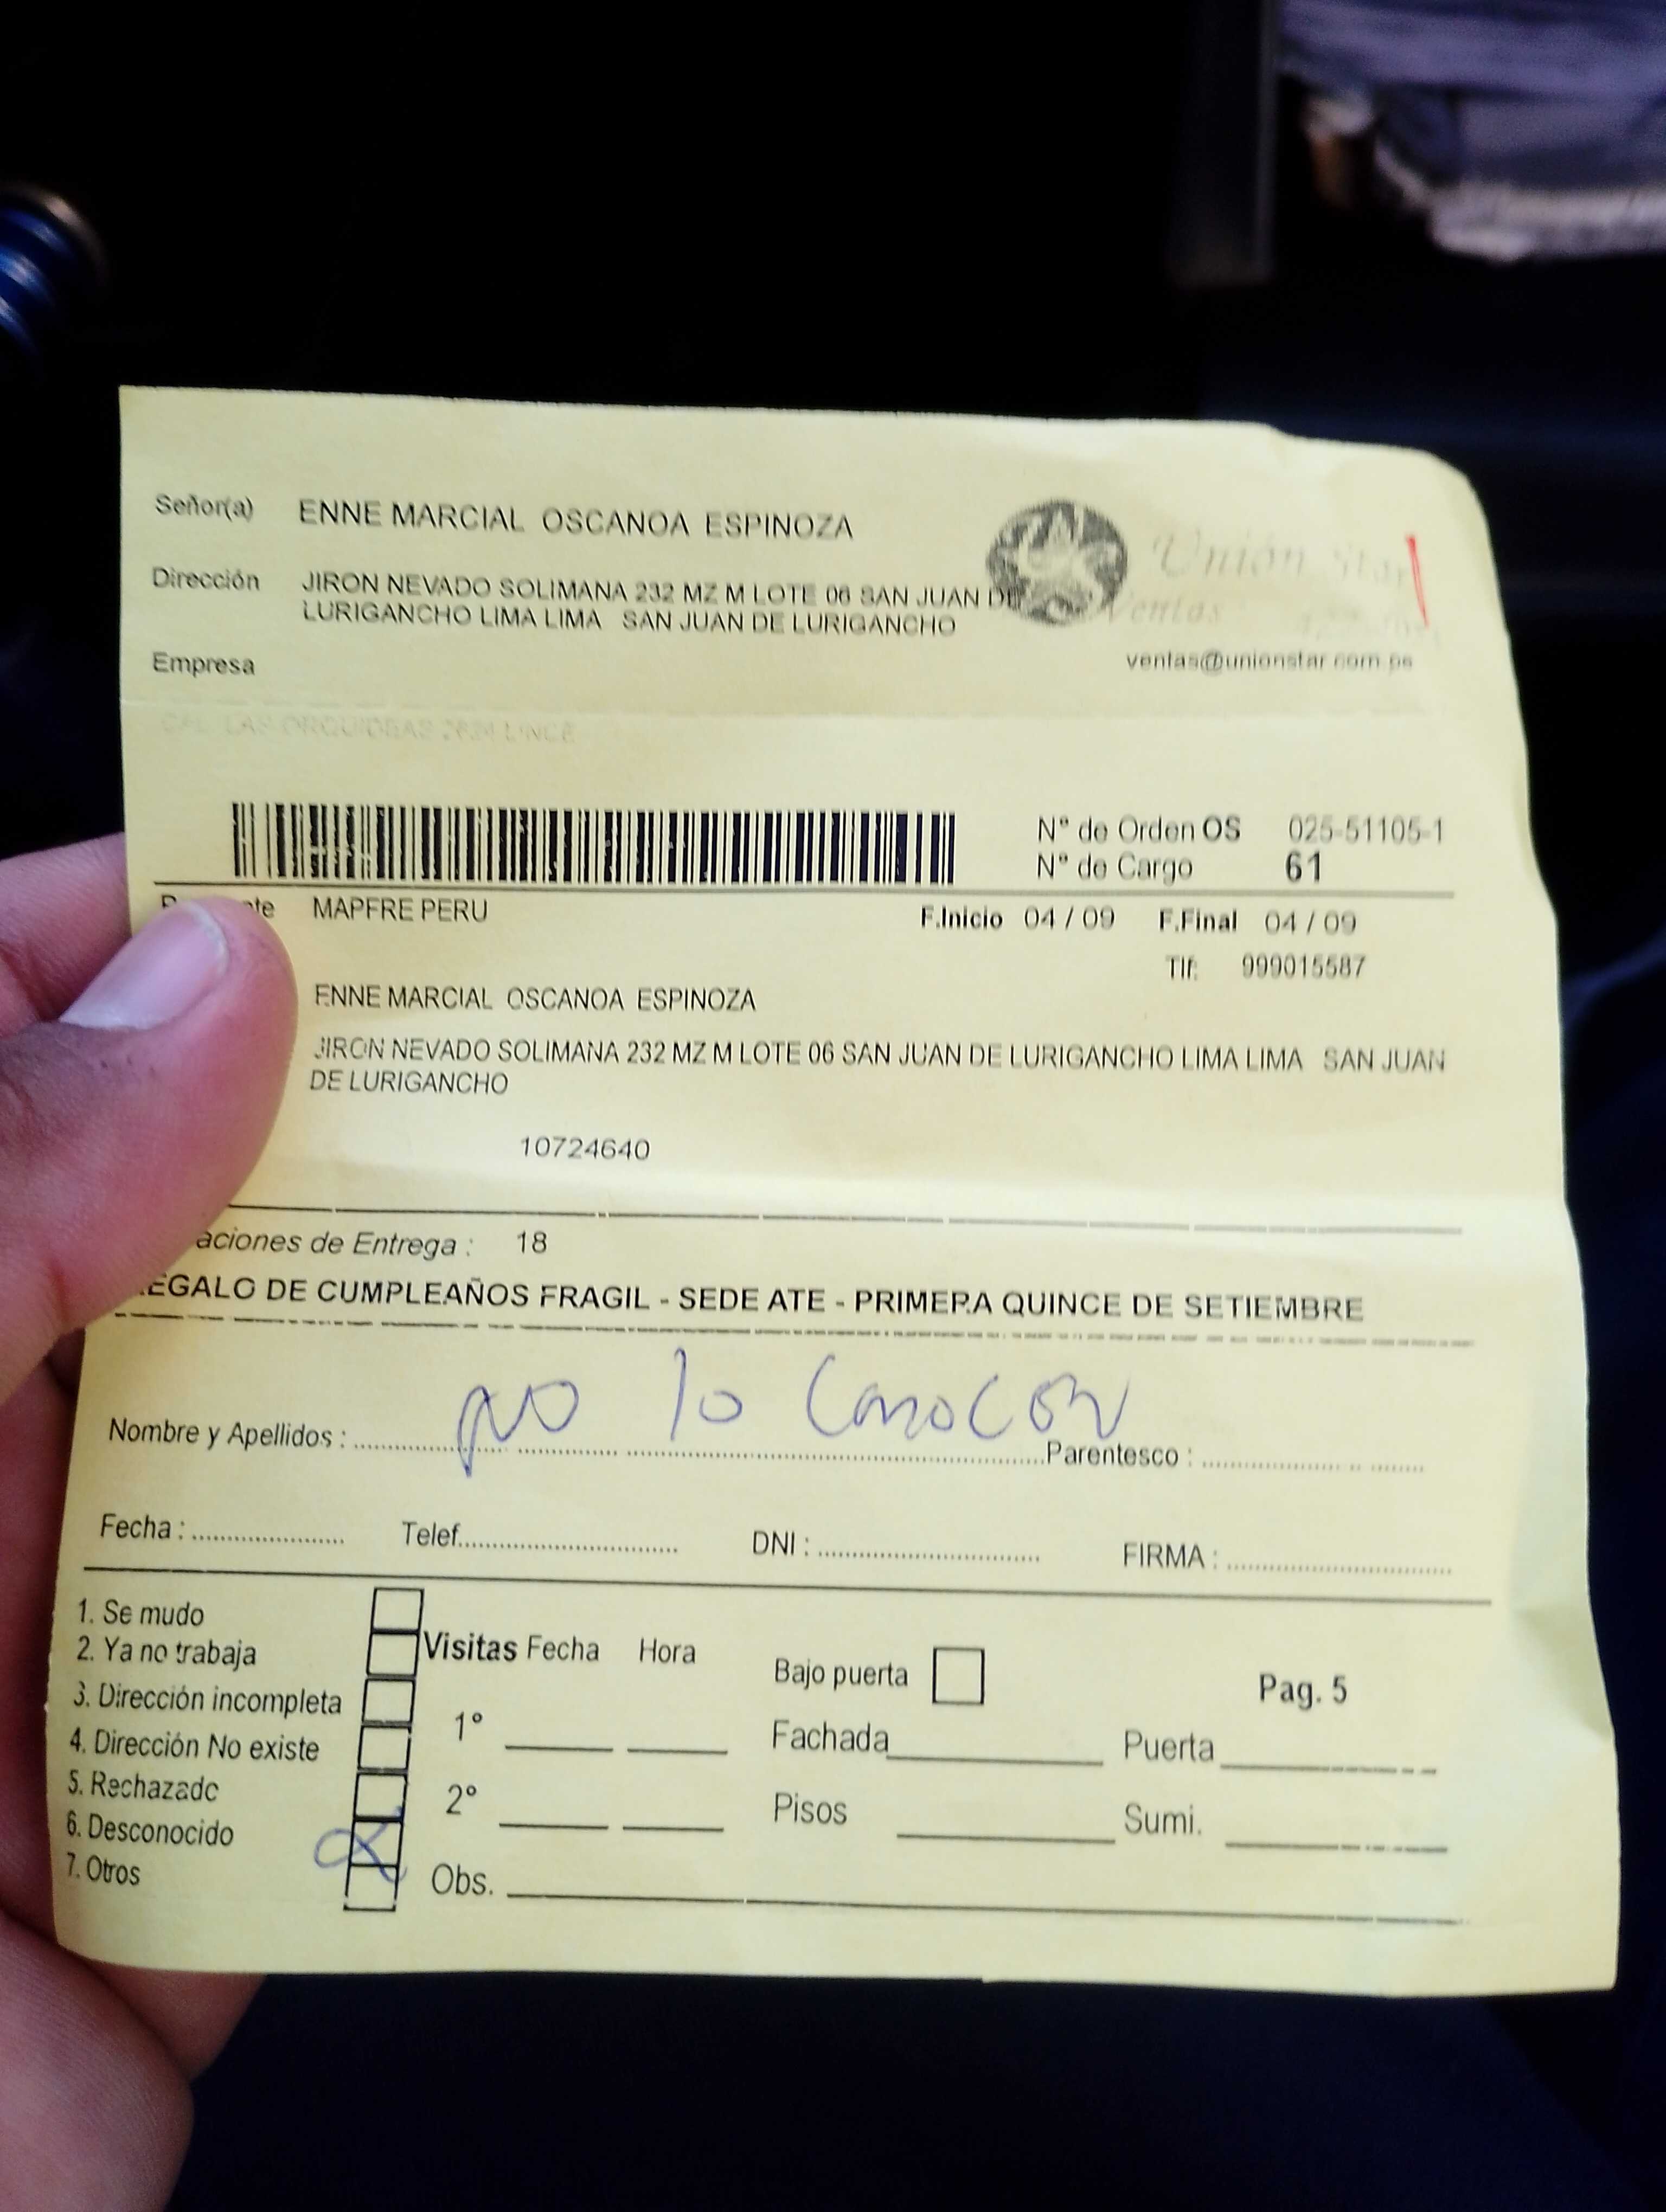 Señor(a) ENNE MARCIAL OSCANOA ESPINOZA
Unión Star
Dirección JIRON NEVADO SOLIMANA 232 MZ M LOTE 06 SAN JUAN DE
LURIGANCHO LIMA LIMA SAN JUAN DE LURIGANCHO
Ventas
Empresa
ventas@unionstar.com.pe
LAS ORQUIDEAS LINCE
Nº de Orden OS 025-51105-1
Nº de Cargo 61
MAPFRE PERU F.Inicio 04 / 09 F.Final 04 / 09
Tlf: 999015587
ENNE MARCIAL OSCANOA ESPINOZA
JIRON NEVADO SOLIMANA 232 MZ M LOTE 06 SAN JUAN DE LURIGANCHO LIMA LIMA SAN JUAN
DE LURIGANCHO
10724640
aciones de Entrega : 18
EGALO DE CUMPLEAÑOS FRAGIL - SEDE ATE - PRIMERA QUINCE DE SETIEMBRE
NO lo conocen
Nombre y Apellidos : Parentesco :
Fecha : Telef. DNI : FIRMA :
1. Se mudo
2. Ya no trabaja
3. Dirección incompleta
4. Dirección No existe
5. Rechazado
6. Desconocido
7. Otros
Visitas Fecha Hora
1°
2°
Obs.
Bajo puerta
Fachada
Pisos
Pag. 5
Puerta
Sumi.